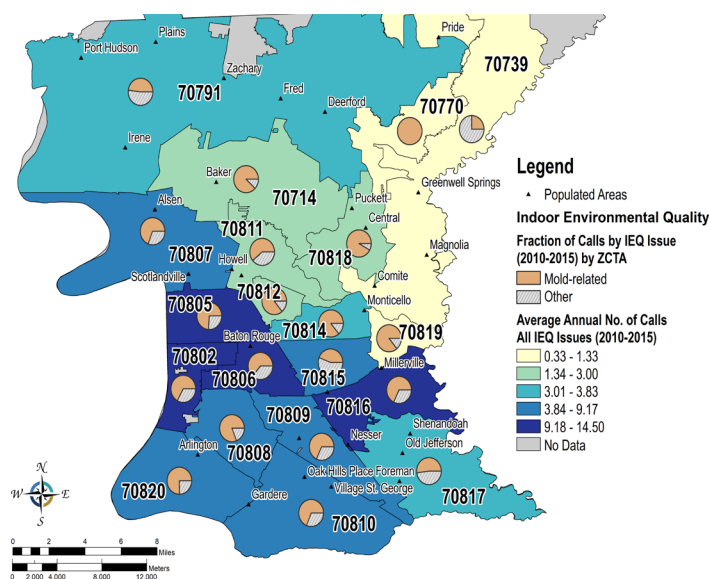 Pride
Plains
Port Hudson
70739
Zachary
70791
Fred
70770
Deerford
Irene
Baker
Greenwell Springs
70714
Puckett
Alsen
Central
70811
70818
70807
Howell
Magnolia
Scotlandville
Comite
70812
70805
Monticello
70814
70819
Baton Rouge
70802
Millerville
70806
70815
70816
70809
Shenandoah
Nesser
Old Jefferson
Arlington
70808
Oak Hills Place
Foreman
70820
Village St. George
70817
Gardere
70810
Legend
Populated Areas
Indoor Environmental Quality
Fraction of Calls by IEQ Issue
(2010-2015) by ZCTA
Mold-related
Other
Average Annual No. of Calls
All IEQ Issues (2010-2015)
0.33 - 1.33
1.34 - 3.00
3.01 - 3.83
3.84 - 9.17
9.18 - 14.50
No Data
N
W
E
S
0 2 4 6 8
Miles
Meters
0 2,000 4,000 8,000 12,000